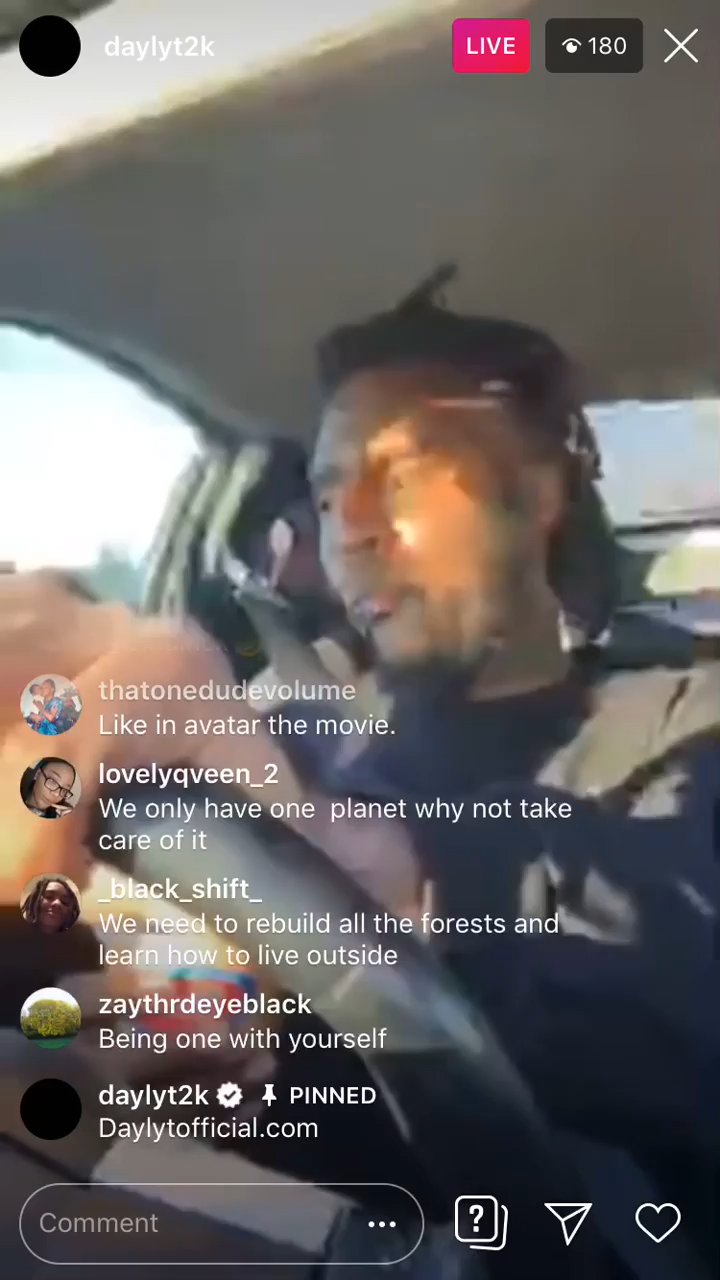 daylyt2k LIVE 180
thatonedudevolume
Like in avatar the movie.
lovelyqveen_2
We only have one planet why not take
care of it
_black_shift_
We need to rebuild all the forests and
learn how to live outside
zaythrdeyeblack
Being one with yourself
daylyt2k PINNED
Daylytofficial.com
Comment
?